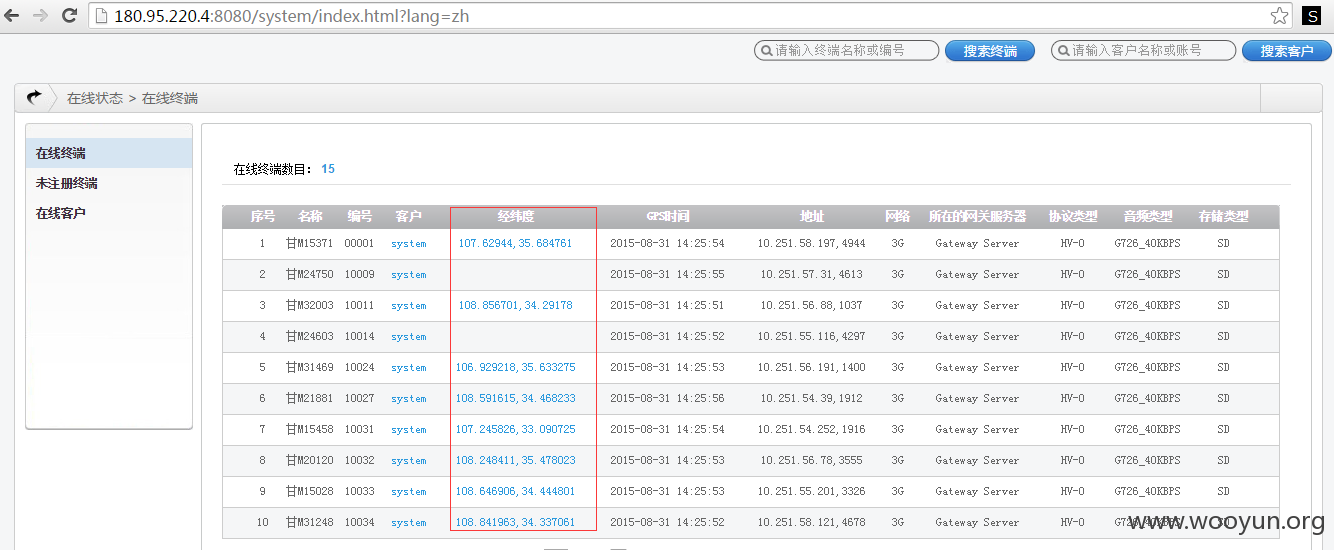 180.95.220.4:8080/system/index.html?lang=zh
S
请输入终端名称或编号 搜索终端 请输入客户名称或账号 搜索客户
在线状态 > 在线终端
在线终端
未注册终端
在线客户
在线终端数目: 15
序号 名称 编号 客户 经纬度 GPS时间 地址 网络 所在的网关服务器 协议类型 音频类型 存储类型
1 甘M15371 00001 system 107.62944,35.684761 2015-08-31 14:25:54 10.251.58.197,4944 3G Gateway Server HV-0 G726_40KBPS SD
2 甘M24750 10009 system 2015-08-31 14:25:55 10.251.57.31,4613 3G Gateway Server HV-0 G726_40KBPS SD
3 甘M32003 10011 system 108.856701,34.29178 2015-08-31 14:25:51 10.251.56.88,1037 3G Gateway Server HV-0 G726_40KBPS SD
4 甘M24603 10014 system 2015-08-31 14:25:52 10.251.55.116,4297 3G Gateway Server HV-0 G726_40KBPS SD
5 甘M31469 10024 system 106.929218,35.633275 2015-08-31 14:25:53 10.251.56.191,1400 3G Gateway Server HV-0 G726_40KBPS SD
6 甘M21881 10027 system 108.591615,34.468233 2015-08-31 14:25:56 10.251.54.39,1912 3G Gateway Server HV-0 G726_40KBPS SD
7 甘M15458 10031 system 107.245826,33.090725 2015-08-31 14:25:54 10.251.54.252,1916 3G Gateway Server HV-0 G726_40KBPS SD
8 甘M20120 10032 system 108.248411,35.478023 2015-08-31 14:25:53 10.251.56.78,3555 3G Gateway Server HV-0 G726_40KBPS SD
9 甘M15028 10033 system 108.646906,34.444801 2015-08-31 14:25:53 10.251.55.201,3326 3G Gateway Server HV-0 G726_40KBPS SD
10 甘M31248 10034 system 108.841963,34.337061 2015-08-31 14:25:52 10.251.58.121,4678 3G Gateway Server HV-0 G726_40KBPS SD
www.wooyun.org